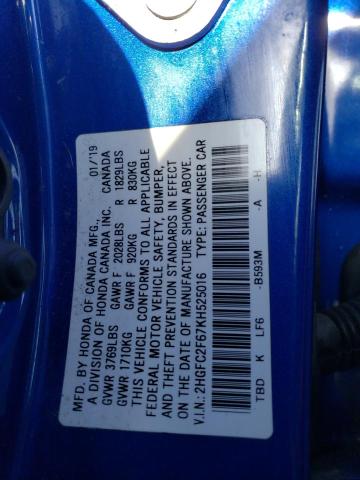 MFD. BY HONDA OF CANADA MFG., 01/'19
A DIVISION OF HONDA CANADA INC. CANADA
GVWR 3769LBS GAWR F 2028LBS R 1829LBS
GVWR 1710KG GAWR F 920KG R 830KG
THIS VEHICLE CONFORMS TO ALL APPLICABLE
FEDERAL MOTOR VEHICLE SAFETY, BUMPER,
AND THEFT PREVENTION STANDARDS IN EFFECT
ON THE DATE OF MANUFACTURE SHOWN ABOVE.
V.I.N.: 2HGFC2F67KH525016 TYPE: PASSENGER CAR
TBD K LF6 -B593M -A -H